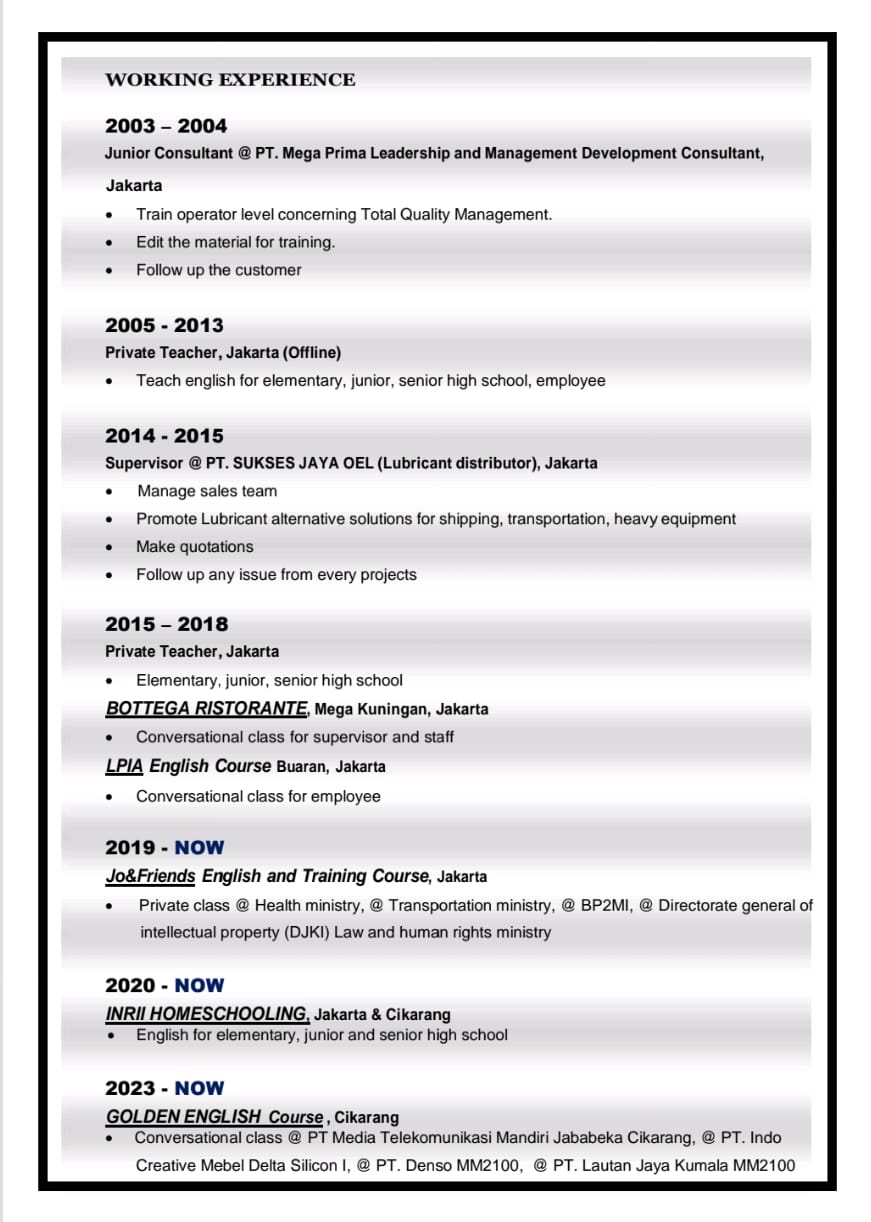 WORKING EXPERIENCE
2003 – 2004
Junior Consultant @ PT. Mega Prima Leadership and Management Development Consultant,
Jakarta
• Train operator level concerning Total Quality Management.
• Edit the material for training.
• Follow up the customer
2005 - 2013
Private Teacher, Jakarta (Offline)
• Teach english for elementary, junior, senior high school, employee
2014 - 2015
Supervisor @ PT. SUKSES JAYA OEL (Lubricant distributor), Jakarta
• Manage sales team
• Promote Lubricant alternative solutions for shipping, transportation, heavy equipment
• Make quotations
• Follow up any issue from every projects
2015 – 2018
Private Teacher, Jakarta
• Elementary, junior, senior high school
BOTTEGA RISTORANTE, Mega Kuningan, Jakarta
• Conversational class for supervisor and staff
LPIA English Course Buaran, Jakarta
• Conversational class for employee
2019 - NOW
Jo&Friends English and Training Course, Jakarta
• Private class @ Health ministry, @ Transportation ministry, @ BP2MI, @ Directorate general of
intellectual property (DJKI) Law and human rights ministry
2020 - NOW
INRII HOMESCHOOLING, Jakarta & Cikarang
• English for elementary, junior and senior high school
2023 - NOW
GOLDEN ENGLISH Course , Cikarang
• Conversational class @ PT Media Telekomunikasi Mandiri Jababeka Cikarang, @ PT. Indo
Creative Mebel Delta Silicon I, @ PT. Denso MM2100, @ PT. Lautan Jaya Kumala MM2100